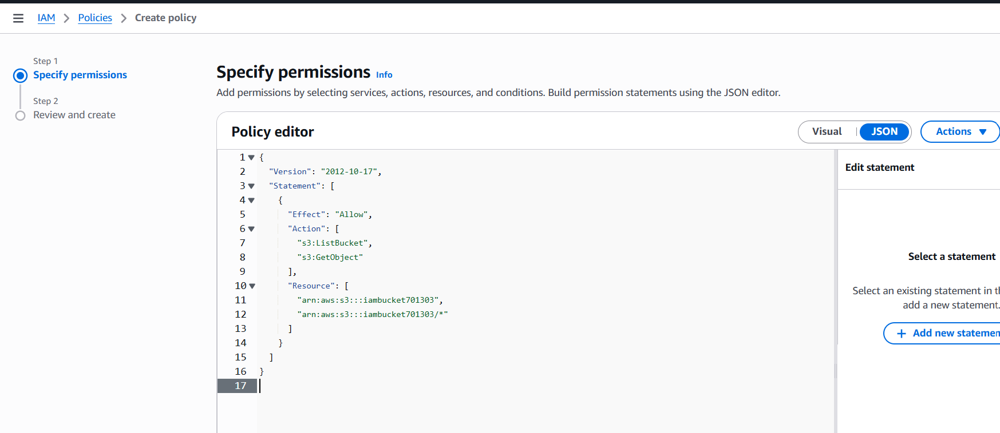 IAM > Policies > Create policy
Step 1
Specify permissions
Step 2
Review and create
Specify permissions Info
Add permissions by selecting services, actions, resources, and conditions. Build permission statements using the JSON editor.
Policy editor
Visual | JSON
Actions
1 {
2 "Version": "2012-10-17",
3 "Statement": [
4 {
5 "Effect": "Allow",
6 "Action": [
7 "s3:ListBucket",
8 "s3:GetObject"
9 ],
10 "Resource": [
11 "arn:aws:s3:::iambucket701303",
12 "arn:aws:s3:::iambucket701303/*"
13 ]
14 }
15 ]
16 }
17
Edit statement
Select a statement
Select an existing statement in
add a new statement.
+ Add new